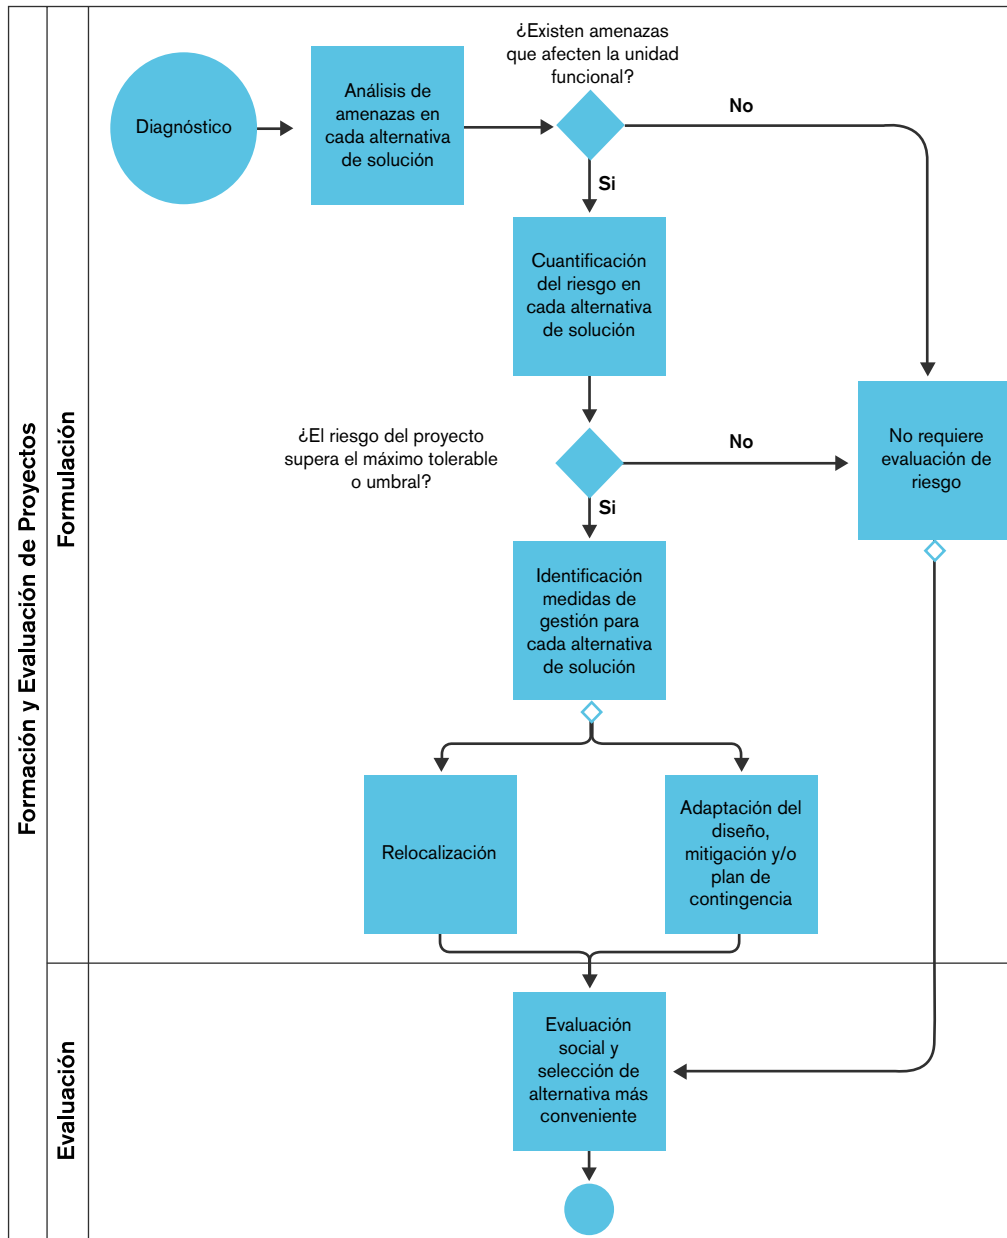 Formación y Evaluación de Proyectos
Formulación
Diagnóstico
Análisis de
amenazas en
cada alternativa
de solución
¿Existen amenazas
que afecten la unidad
funcional?
No
Si
Cuantificación
del riesgo en
cada alternativa
de solución
¿El riesgo del proyecto
supera el máximo tolerable
o umbral?
No
No requiere
evaluación de
riesgo
Si
Identificación
medidas de
gestión para
cada alternativa
de solución
Relocalización
Adaptación del
diseño,
mitigación y/o
plan de
contingencia
Evaluación
Evaluación
social y
selección de
alternativa más
conveniente